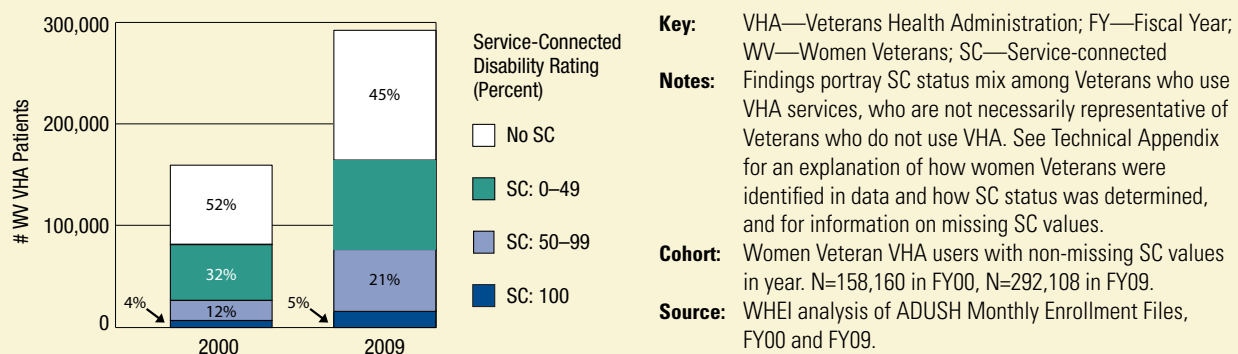 300,000
200,000
100,000
0
# WV VHA Patients
52%
32%
12%
4%
45%
21%
5%
2000
2009
Service-Connected
Disability Rating
(Percent)
No SC
SC: 0–49
SC: 50–99
SC: 100
Key: VHA—Veterans Health Administration; FY—Fiscal Year;
WV—Women Veterans; SC—Service-connected
Notes: Findings portray SC status mix among Veterans who use
VHA services, who are not necessarily representative of
Veterans who do not use VHA. See Technical Appendix
for an explanation of how women Veterans were
identified in data and how SC status was determined,
and for information on missing SC values.
Cohort: Women Veteran VHA users with non-missing SC values
in year. N=158,160 in FY00, N=292,108 in FY09.
Source: WHEI analysis of ADUSH Monthly Enrollment Files,
FY00 and FY09.